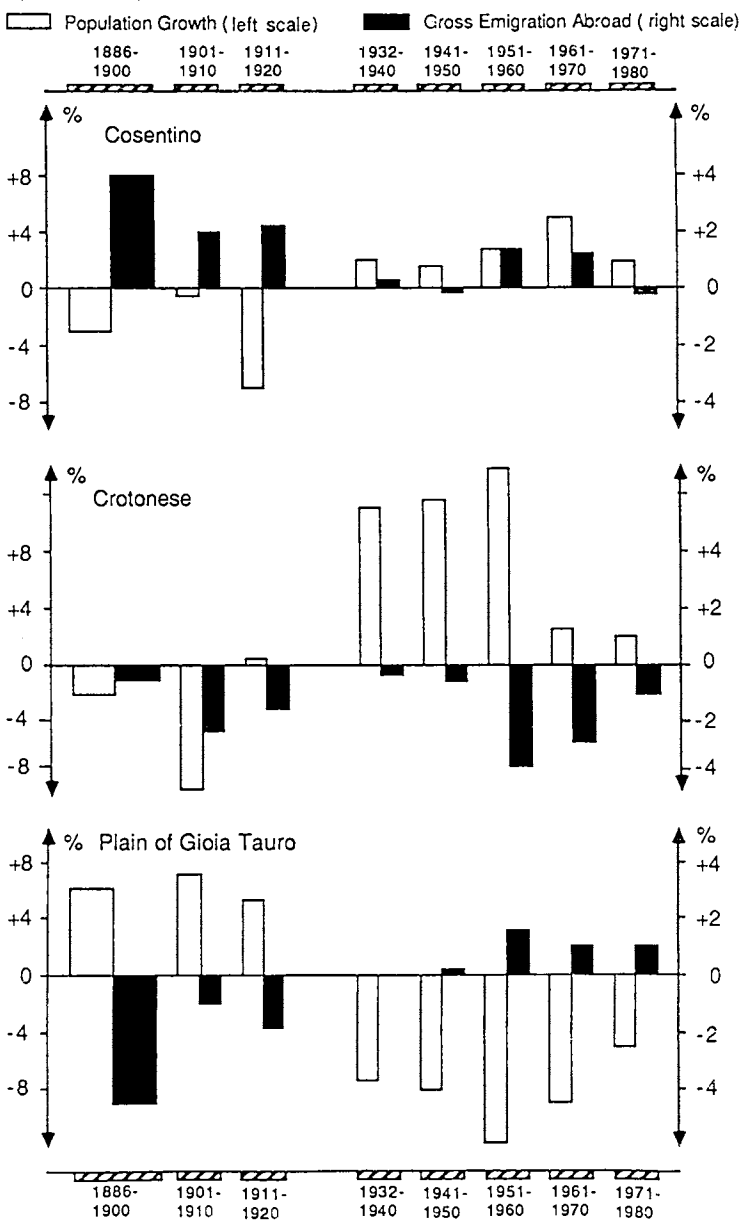 Population Growth (left scale) Gross Emigration Abroad (right scale)
1886- 1901- 1911- 1932- 1941- 1951- 1961- 1971-
1900 1910 1920 1940 1950 1960 1970 1980
% %
Cosentino
+8 +4
+4 +2
0 0
-4 -2
-8 -4
% %
Crotonese
+8 +4
+4 +2
0 0
-4 -2
-8 -4
% Plain of Gioia Tauro %
+8 +4
+4 +2
0 0
-4 -2
-8 -4
1886- 1901- 1911- 1932- 1941- 1951- 1961- 1971-
1900 1910 1920 1940 1950 1960 1970 1980